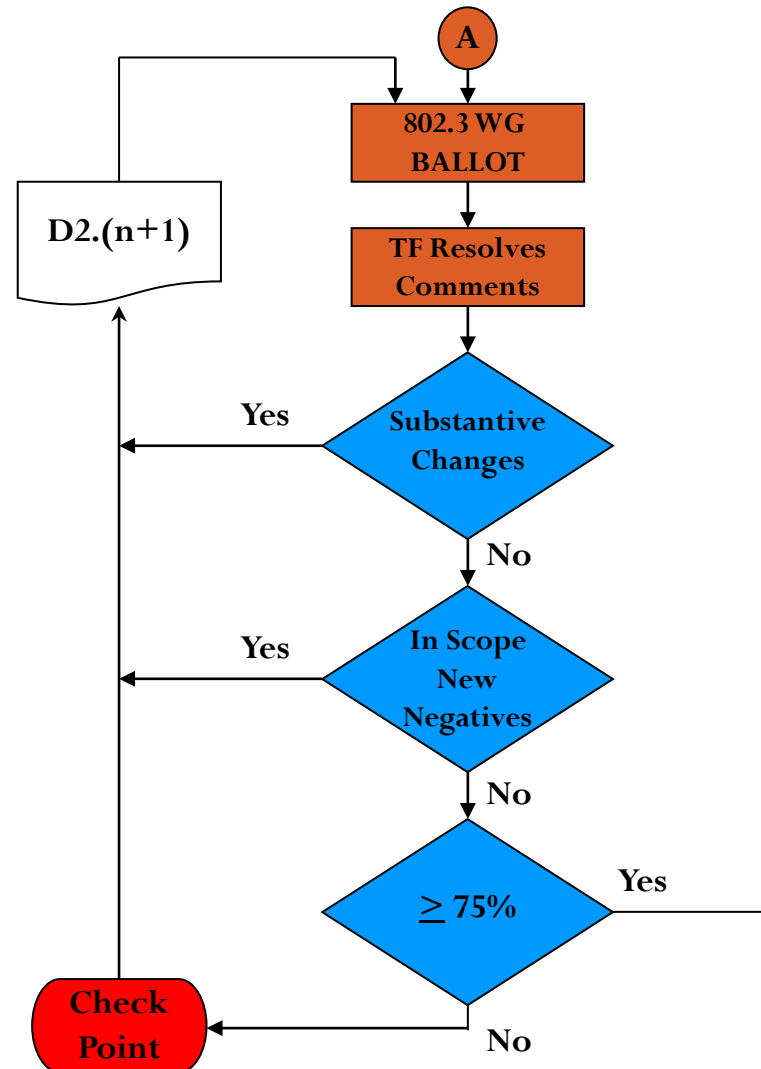 A
802.3 WG
BALLOT
D2.(n+1)
TF Resolves
Comments
Yes
Substantive
Changes
No
Yes
In Scope
New
Negatives
No
≥ 75%
Yes
Check
Point
No